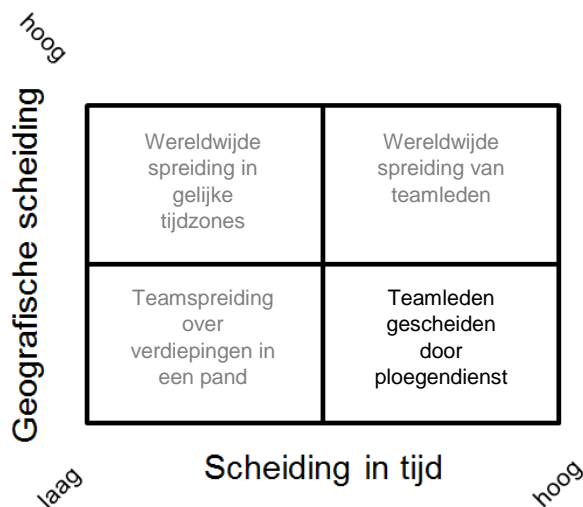 hoog
Geografische scheiding
Wereldwijde
spreiding in
gelijke
tijdzones
Wereldwijde
spreiding van
teamleden
Teamspreiding
over
verdiepingen in
een pand
Teamleden
gescheiden
door
ploegendienst
laag
Scheiding in tijd
hoog